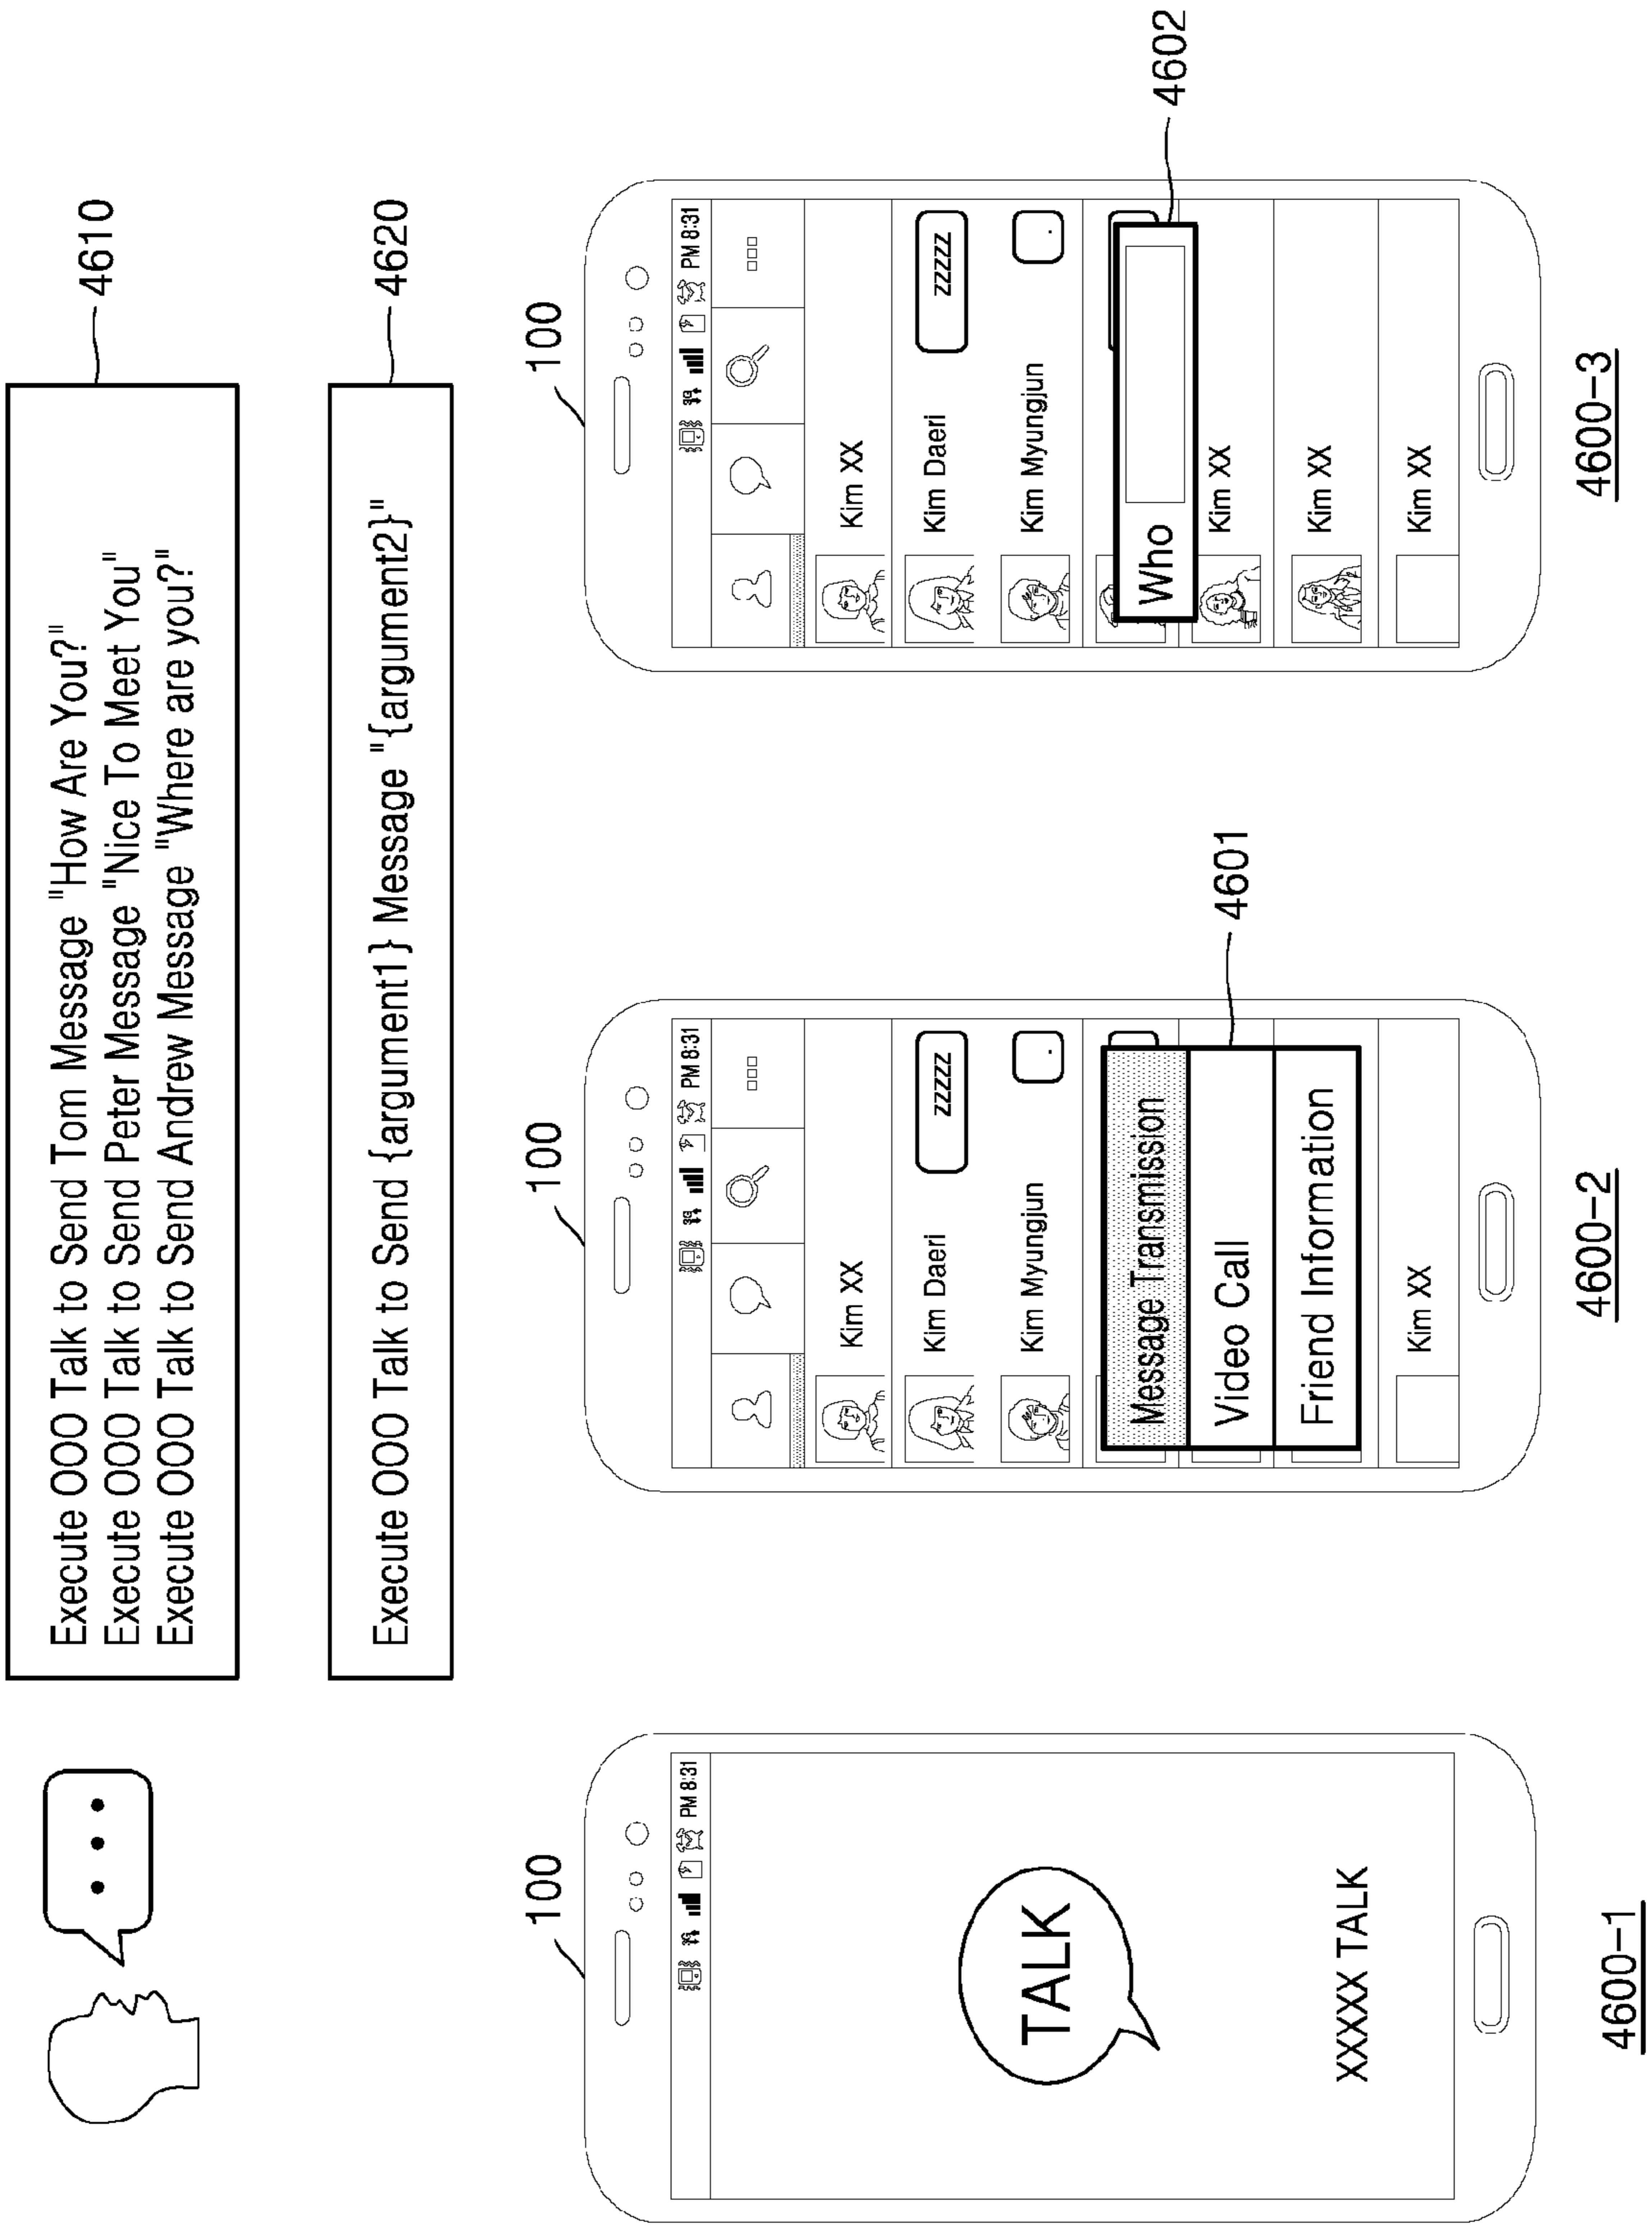 Execute OOO Talk to Send Tom Message "How Are You?"
Execute OOO Talk to Send Peter Message "Nice To Meet You"
Execute OOO Talk to Send Andrew Message "Where are you?"
4610
Execute OOO Talk to Send {argument1} Message "{argument2}"
4620
100
3G PM 8:31
TALK
XXXXX TALK
4600-1
100
3G PM 8:31
Kim XX
Kim Daeri
zzzzz
Kim Myungjun
.
Message Transmission
Video Call
Friend Information
4601
Kim XX
4600-2
100
3G PM 8:31
Kim XX
Kim Daeri
zzzzz
Kim Myungjun
.
Who
4602
Kim XX
Kim XX
Kim XX
4600-3